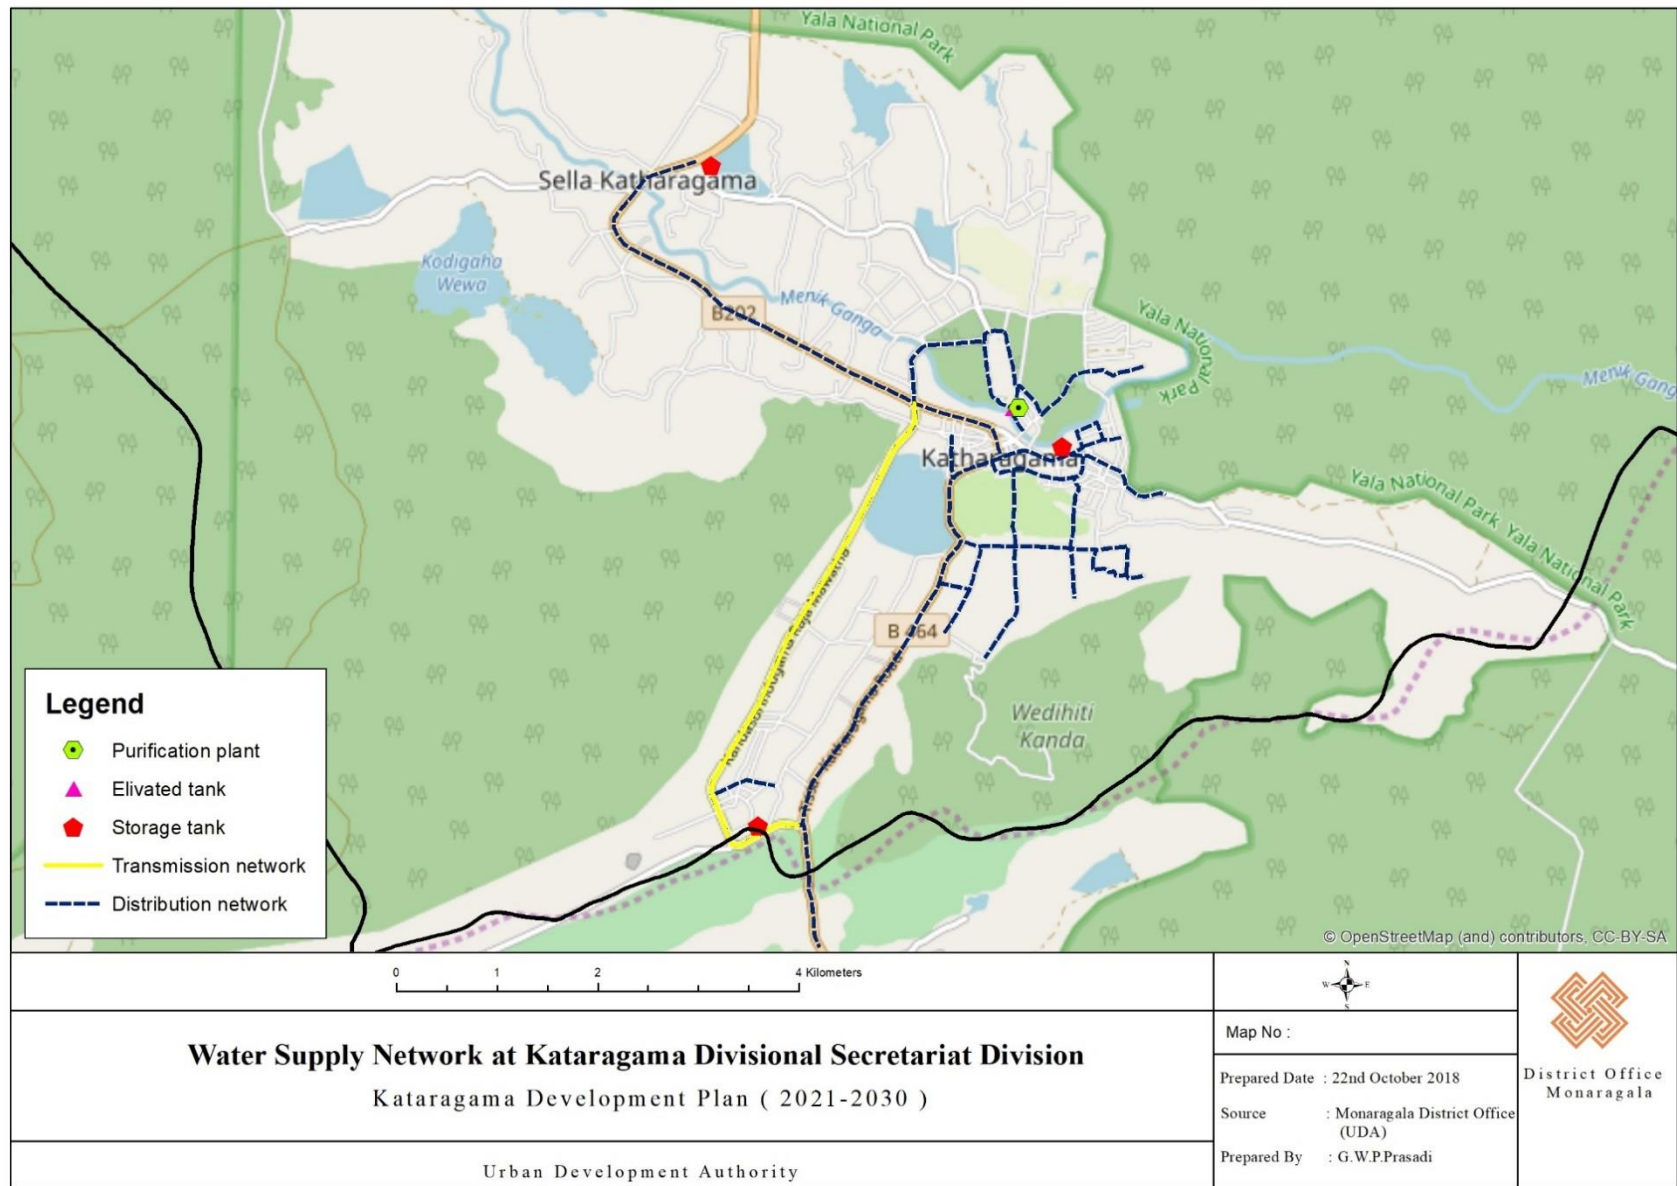 Yala National Park
Sella Katharagama
Kodigaha
Wewa
B202
Menik Ganga
Yala National
Park
Menik Gang
Katharagama
Yala National Park
Yala National Park
B 464
Wedihiti
Kanda
Legend
Purification plant
Elivated tank
Storage tank
Transmission network
Distribution network
© OpenStreetMap (and) contributors, CC-BY-SA
0 1 2 4 Kilometers
N
W E
S
Water Supply Network at Kataragama Divisional Secretariat Division
Kataragama Development Plan ( 2021-2030 )
Urban Development Authority
Map No :
Prepared Date : 22nd October 2018
Source : Monaragala District Office
(UDA)
Prepared By : G.W.P.Prasadi
District Office
Monaragala